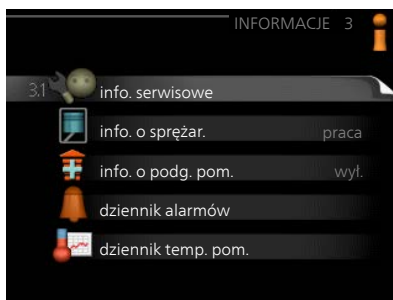 INFORMACJE 3
3.1 info. serwisowe
info. o sprężar. praca
info. o podg. pom. wył.
dziennik alarmów
dziennik temp. pom.